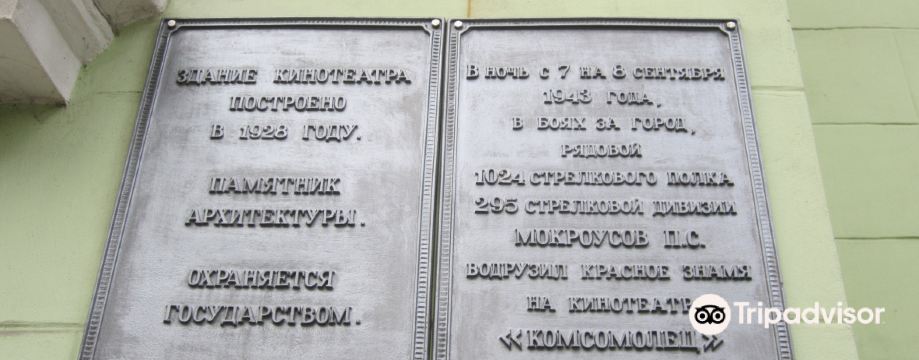 ЗДАНИЕ КИНОТЕАТРА
ПОСТРОЕНО
В 1928 ГОДУ.
ПАМЯТНИК
АРХИТЕКТУРЫ.
ОХРАНЯЕТСЯ
ГОСУДАРСТВОМ.
В НОЧЬ С 7 НА 8 СЕНТЯБРЯ
1943 ГОДА,
В БОЯХ ЗА ГОРОД,
РЯДОВОЙ
1024 СТРЕЛКОВОГО ПОЛКА
295 СТРЕЛКОВОЙ ДИВИЗИИ
МОКРОУСОВ П.С.
ВОДРУЗИЛ КРАСНОЕ ЗНАМЯ
НА КИНОТЕАТР
«КОМСОМОЛЕЦ»
Tripadvisor